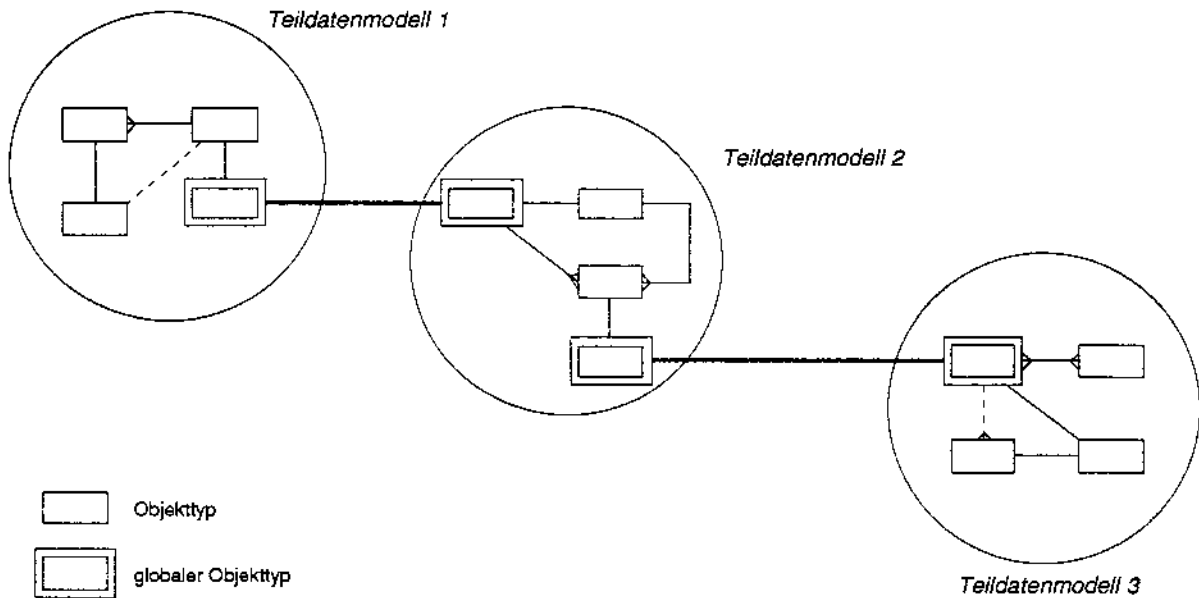 Teildatenmodell 1
Teildatenmodell 2
Objekttyp
globaler Objekttyp
Teildatenmodell 3